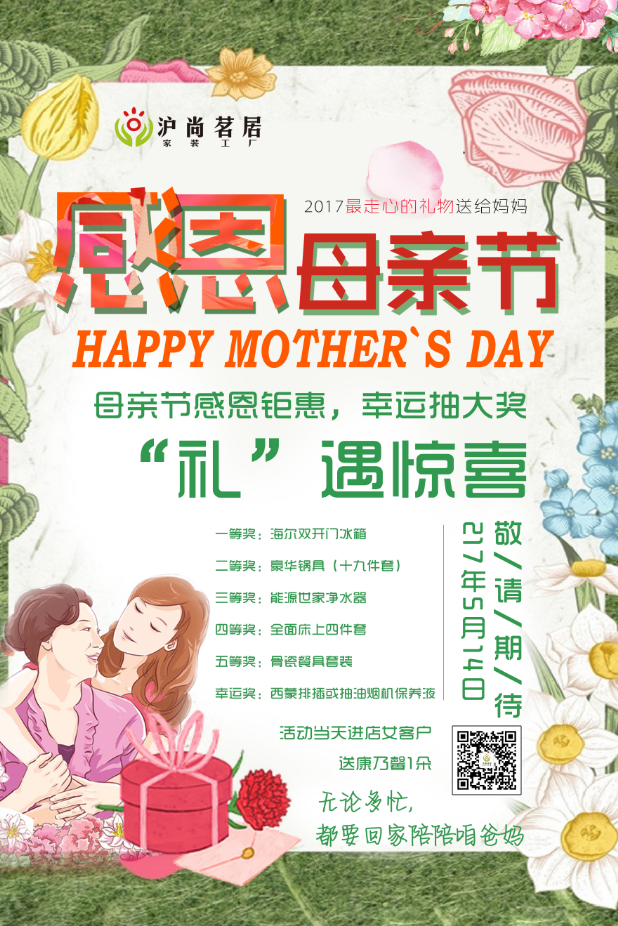 沪尚茗居
家装工厂
2017最走心的礼物送给妈妈
感恩母亲节
HAPPY MOTHER`S DAY
母亲节感恩钜惠，幸运抽大奖
“礼”遇惊喜
一等奖：海尔双开门冰箱
二等奖：豪华锅具（十九件套）
三等奖：能源世家净水器
四等奖：全面床上四件套
五等奖：骨瓷餐具套装
幸运奖：西蒙排插或抽油烟机保养液
敬/请/期/待
217年5月14日
活动当天进店女客户
送康乃馨1朵
无论多忙，
都要回家陪陪咱爸妈